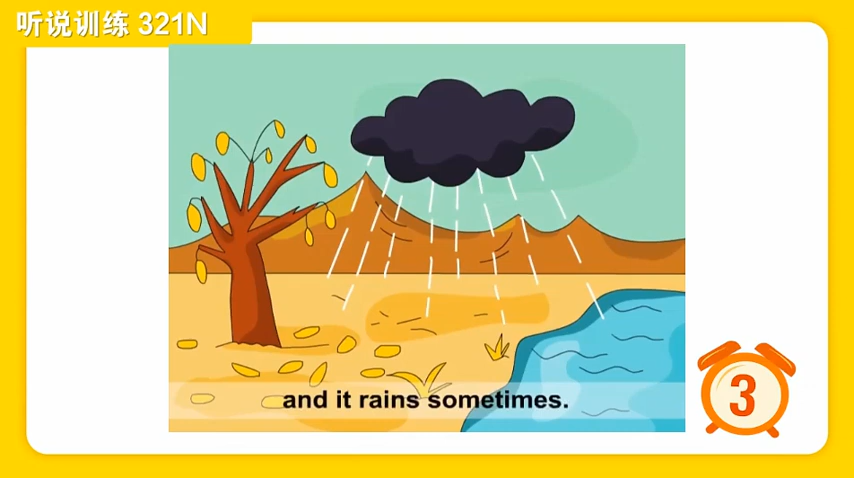 听说训练 321N
and it rains sometimes.
3